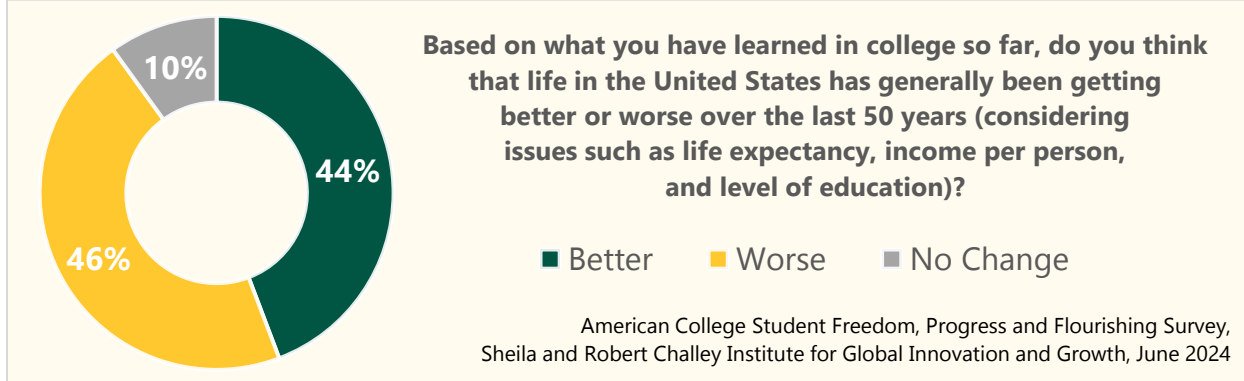 10%
44%
46%
Based on what you have learned in college so far, do you think
that life in the United States has generally been getting
better or worse over the last 50 years (considering
issues such as life expectancy, income per person,
and level of education)?
Better Worse No Change
American College Student Freedom, Progress and Flourishing Survey,
Sheila and Robert Challey Institute for Global Innovation and Growth, June 2024